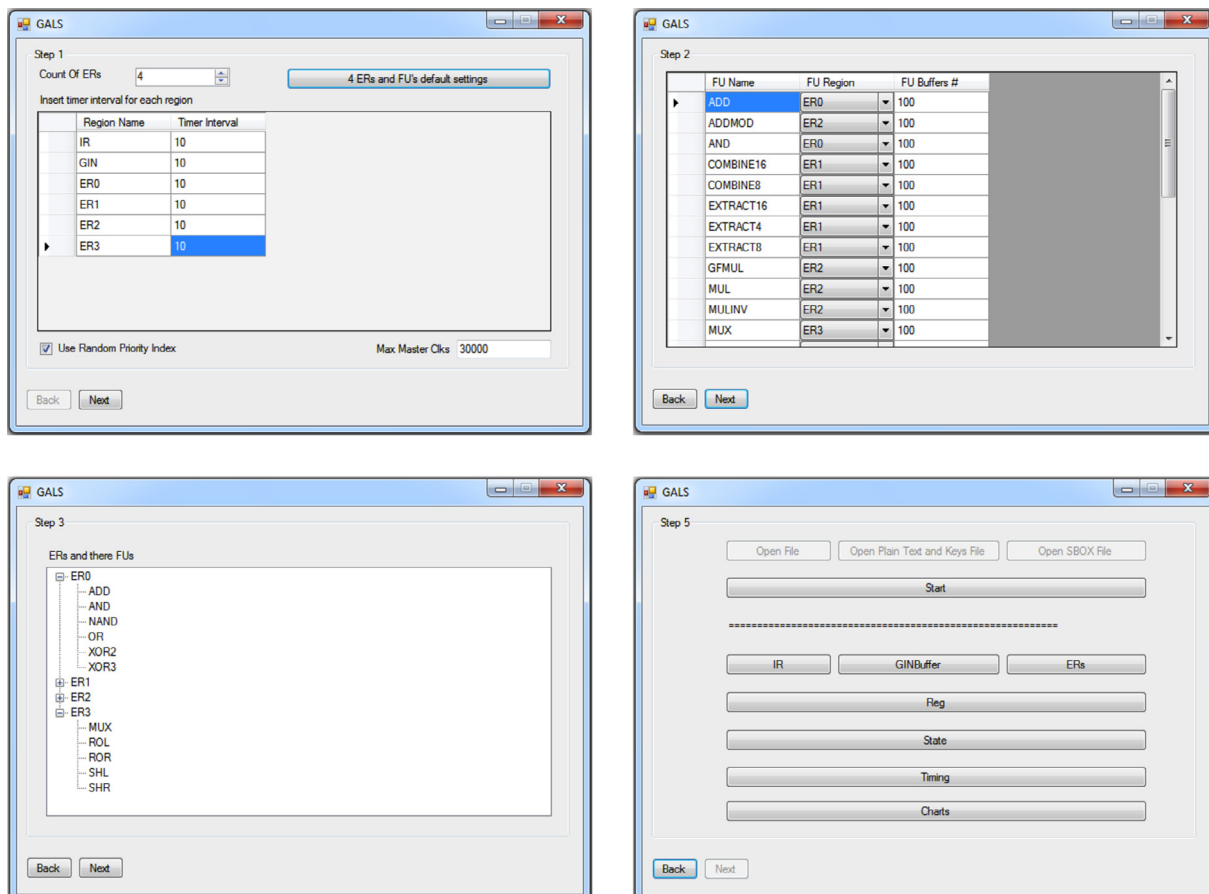 GALS
Step 1
Count Of ERs 4 4 ERs and FU's default settings
Insert timer interval for each region
Region Name Timer Interval
IR 10
GIN 10
ER0 10
ER1 10
ER2 10
ER3 10
Use Random Priority Index Max Master Clks 30000
Back Next
GALS
Step 2
FU Name FU Region FU Buffers #
ADD ER0 100
ADDMOD ER2 100
AND ER0 100
COMBINE16 ER1 100
COMBINE8 ER1 100
EXTRACT16 ER1 100
EXTRACT4 ER1 100
EXTRACT8 ER1 100
GFMUL ER2 100
MUL ER2 100
MULINV ER2 100
MUX ER3 100
Back Next
GALS
Step 3
ERs and there FUs
ER0
ADD
AND
NAND
OR
XOR2
XOR3
ER1
ER2
ER3
MUX
ROL
ROR
SHL
SHR
Back Next
GALS
Step 5
Open File Open Plain Text and Keys File Open SBOX File
Start
==========================================================
IR GINBuffer ERs
Reg
State
Timing
Charts
Back Next